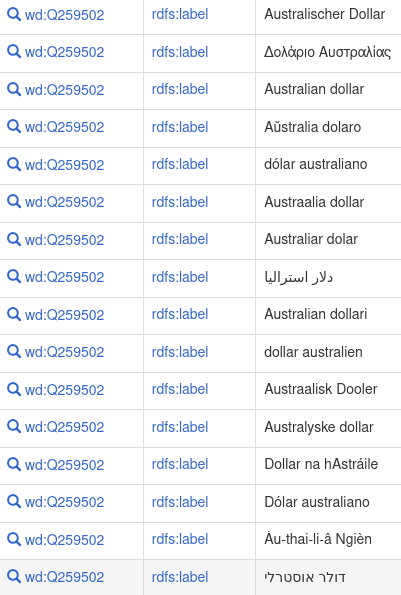 wd:Q259502 rdfs:label Australischer Dollar
wd:Q259502 rdfs:label Δολάριο Αυστραλίας
wd:Q259502 rdfs:label Australian dollar
wd:Q259502 rdfs:label Aŭstralia dolaro
wd:Q259502 rdfs:label dólar australiano
wd:Q259502 rdfs:label Austraalia dollar
wd:Q259502 rdfs:label Australiar dolar
wd:Q259502 rdfs:label دلار استرالیا
wd:Q259502 rdfs:label Australian dollari
wd:Q259502 rdfs:label dollar australien
wd:Q259502 rdfs:label Austraalisk Dooler
wd:Q259502 rdfs:label Australyske dollar
wd:Q259502 rdfs:label Dollar na hAstráile
wd:Q259502 rdfs:label Dólar australiano
wd:Q259502 rdfs:label Àu-thai-li-â Ngièn
wd:Q259502 rdfs:label דולר אוסטרלי